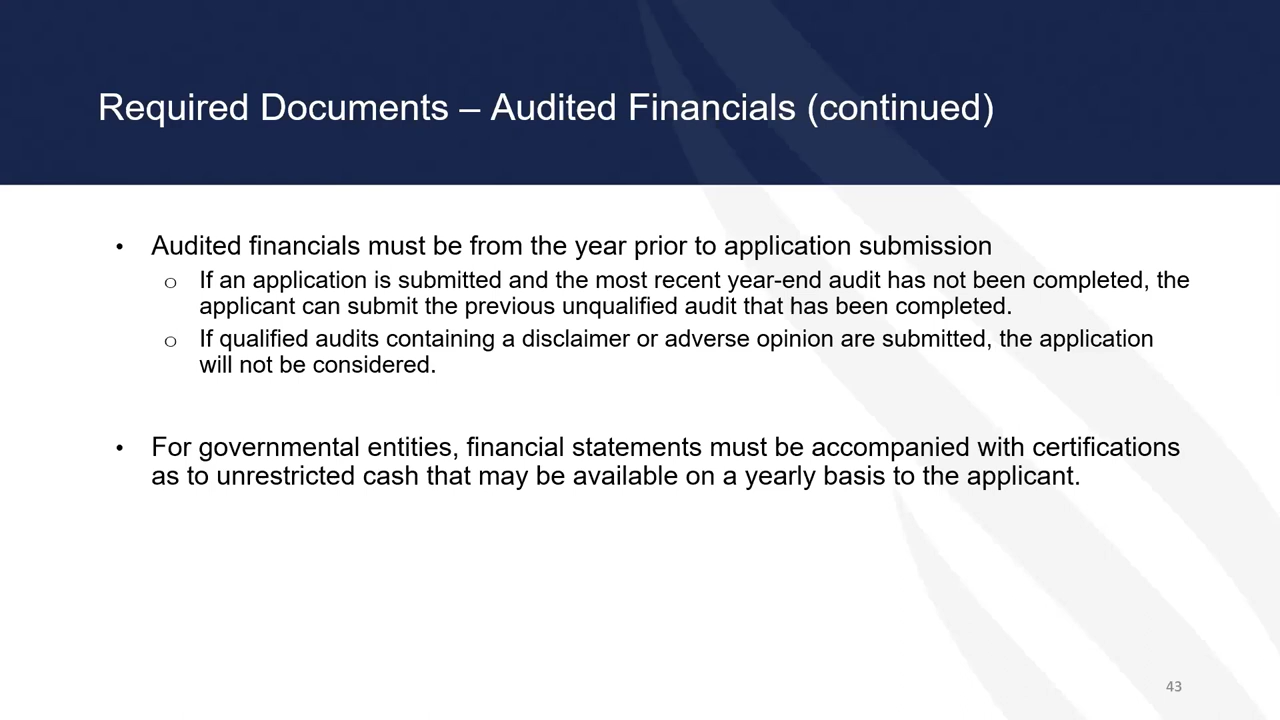 Required Documents – Audited Financials (continued)
• Audited financials must be from the year prior to application submission
o If an application is submitted and the most recent year-end audit has not been completed, the
applicant can submit the previous unqualified audit that has been completed.
o If qualified audits containing a disclaimer or adverse opinion are submitted, the application
will not be considered.
• For governmental entities, financial statements must be accompanied with certifications
as to unrestricted cash that may be available on a yearly basis to the applicant.
43